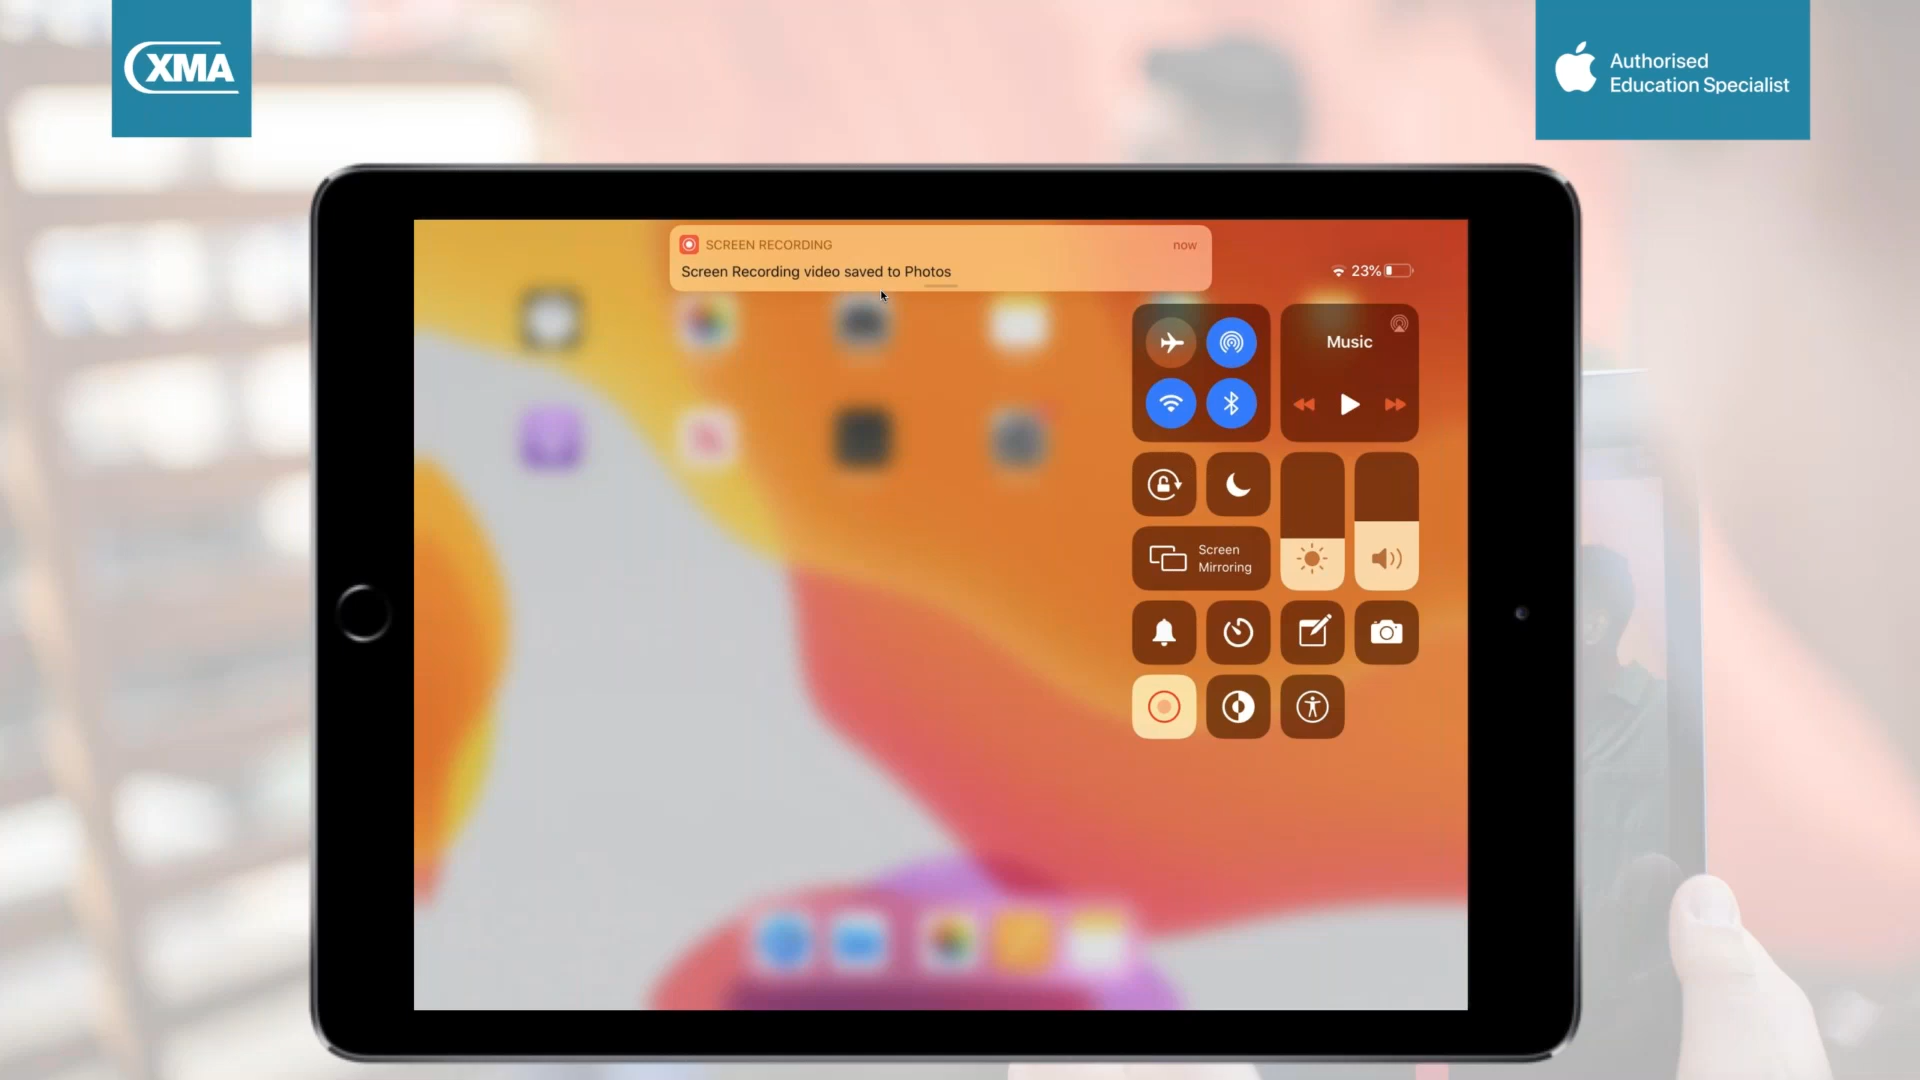 XMA
Authorised
Education Specialist
SCREEN RECORDING
now
Screen Recording video saved to Photos
23%
Music
Screen
Mirroring